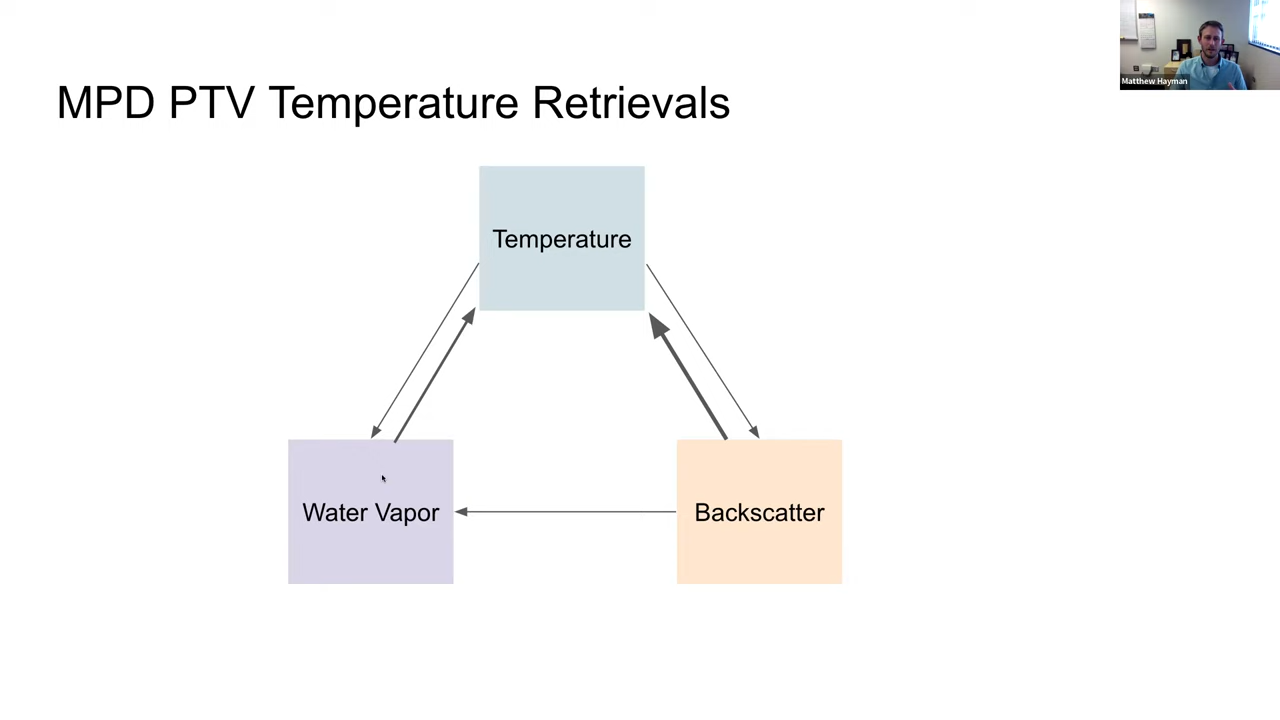 Matthew Hayman
MPD PTV Temperature Retrievals
Temperature
Water Vapor
Backscatter